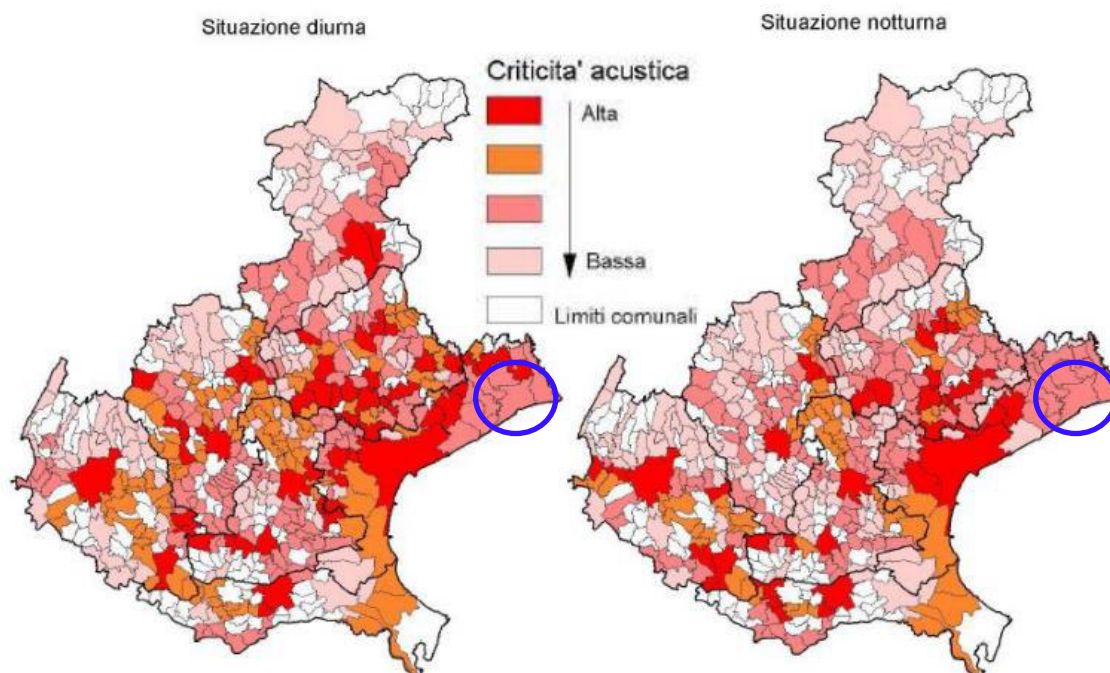 Situazione diurna
Situazione notturna
Criticita' acustica
Alta
Bassa
Limiti comunali